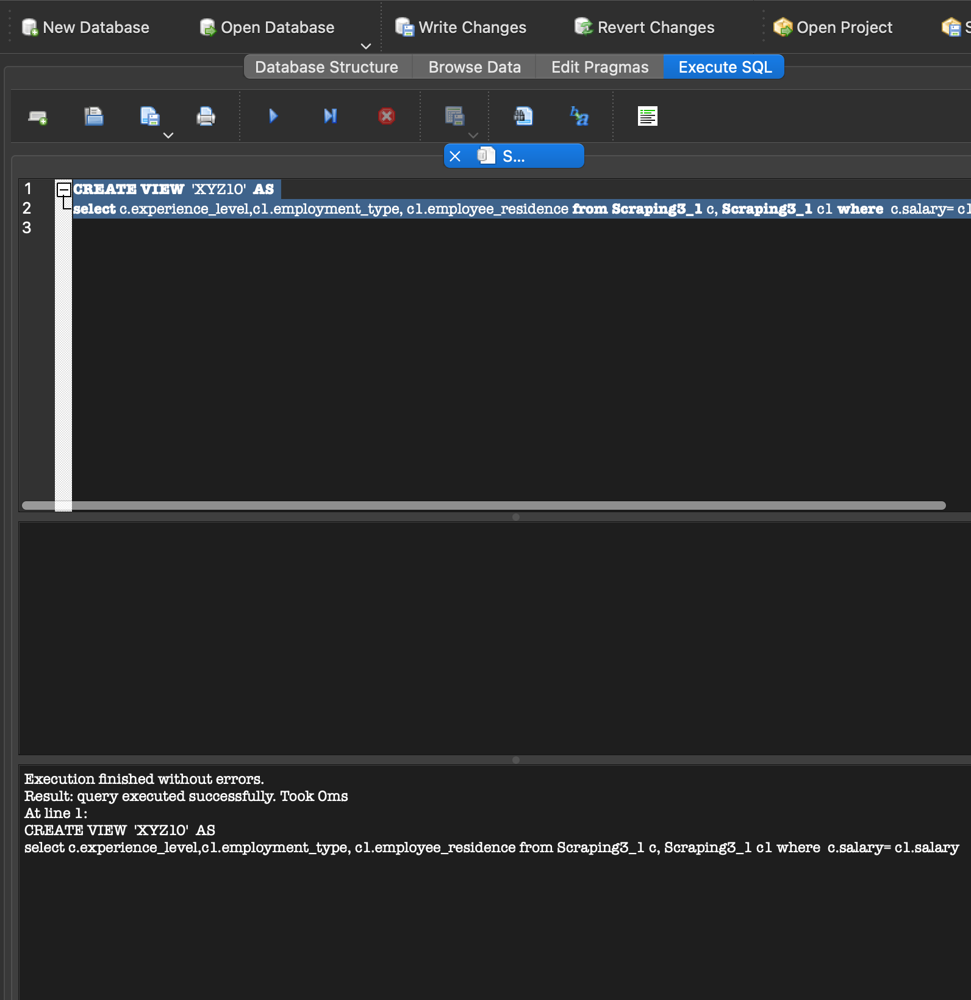 New Database Open Database Write Changes Revert Changes Open Project S
Database Structure Browse Data Edit Pragmas Execute SQL
S...
1 CREATE VIEW 'XYZ10' AS
2 select c.experience_level,c1.employment_type, c1.employee_residence from Scraping3_1 c, Scraping3_1 c1 where c.salary= c1
3
Execution finished without errors.
Result: query executed successfully. Took 0ms
At line 1:
CREATE VIEW 'XYZ10' AS
select c.experience_level,c1.employment_type, c1.employee_residence from Scraping3_1 c, Scraping3_1 c1 where c.salary= c1.salary